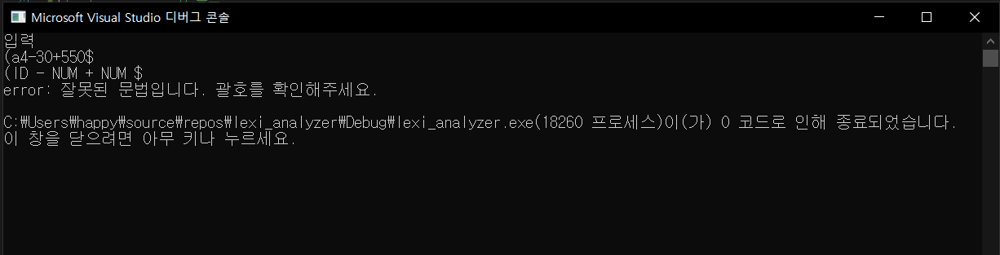 Microsoft Visual Studio 디버그 콘솔
입력
(a4-30+550$
(ID - NUM + NUM $
error: 잘못된 문법입니다. 괄호를 확인해주세요.
C:₩Users₩happy₩source₩repos₩lexi_analyzer₩Debug₩lexi_analyzer.exe(18260 프로세스)이(가) 0 코드로 인해 종료되었습니다.
이 창을 닫으려면 아무 키나 누르세요.